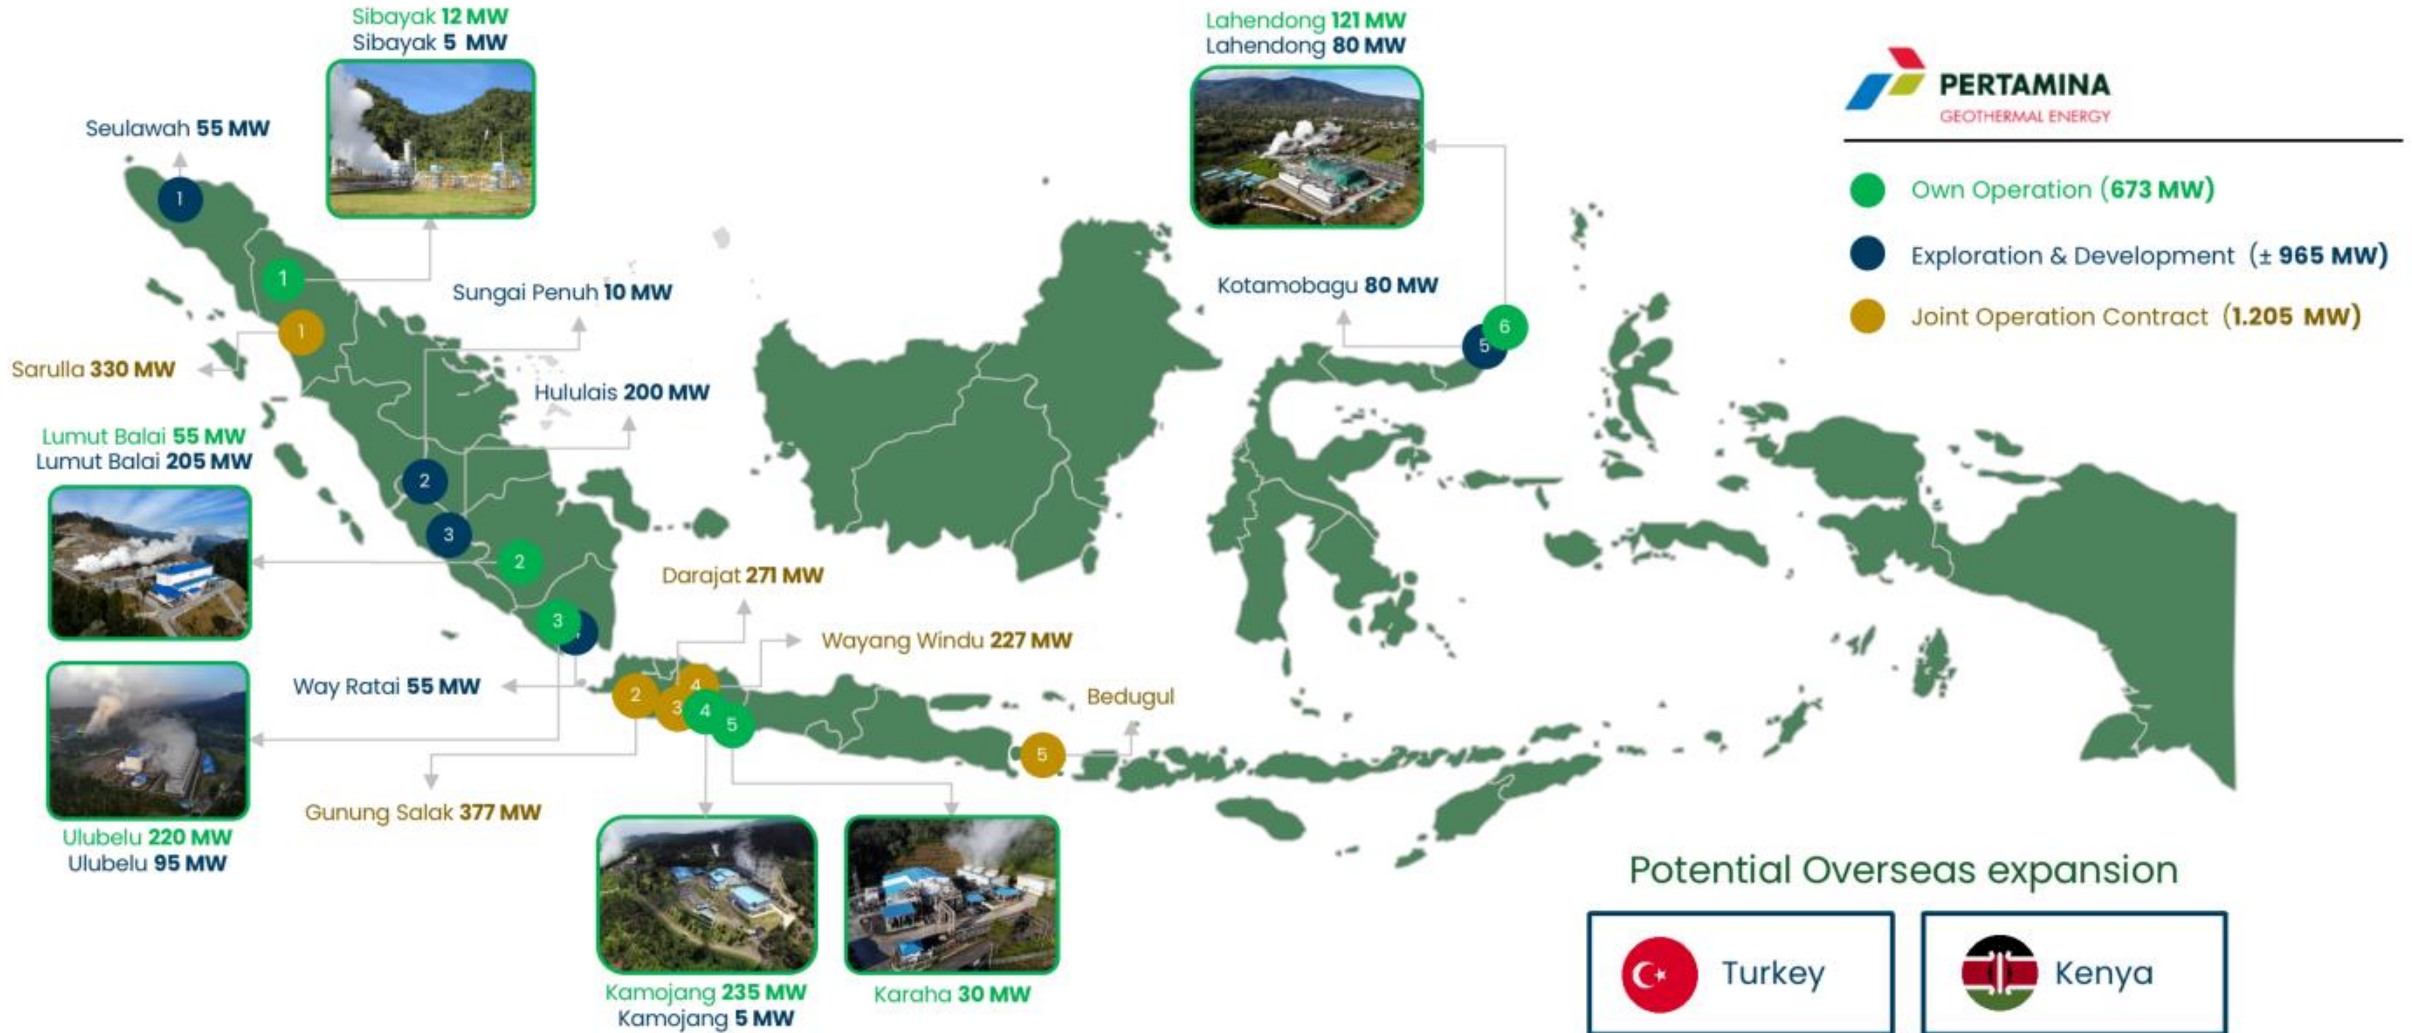 Sibayak 12 MW
Sibayak 5 MW
Lahendong 121 MW
Lahendong 80 MW
PERTAMINA
GEOTHERMAL ENERGY
Seulawah 55 MW
1
Own Operation (673 MW)
Exploration & Development (± 965 MW)
Joint Operation Contract (1.205 MW)
1
Sungai Penuh 10 MW
Kotamobagu 80 MW
1
6
5
Sarulla 330 MW
Hululais 200 MW
Lumut Balai 55 MW
Lumut Balai 205 MW
2
3
2
Darajat 271 MW
3
Wayang Windu 227 MW
Way Ratai 55 MW
2
4
3
4
5
Bedugul
5
Gunung Salak 377 MW
Ulubelu 220 MW
Ulubelu 95 MW
Kamojang 235 MW
Kamojang 5 MW
Karaha 30 MW
Potential Overseas expansion
Turkey
Kenya